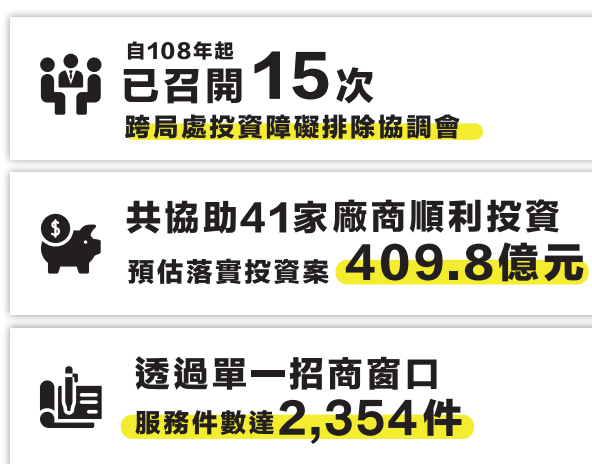 自108年起
已召開15次
跨局處投資障礙排除協調會
$
共協助41家廠商順利投資
預估落實投資案 409.8億元
透過單一招商窗口
服務件數達2,354件